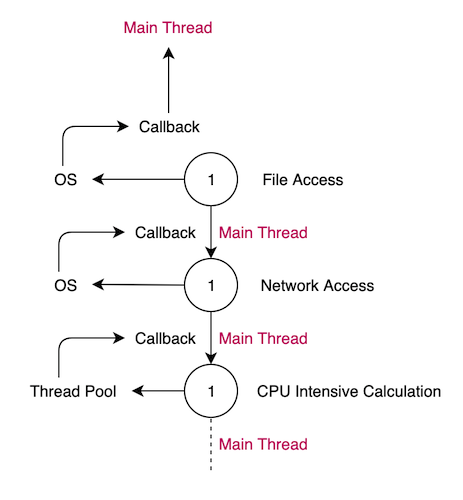 Main Thread
Callback
OS
1
File Access
Callback
Main Thread
OS
1
Network Access
Callback
Main Thread
Thread Pool
1
CPU Intensive Calculation
Main Thread